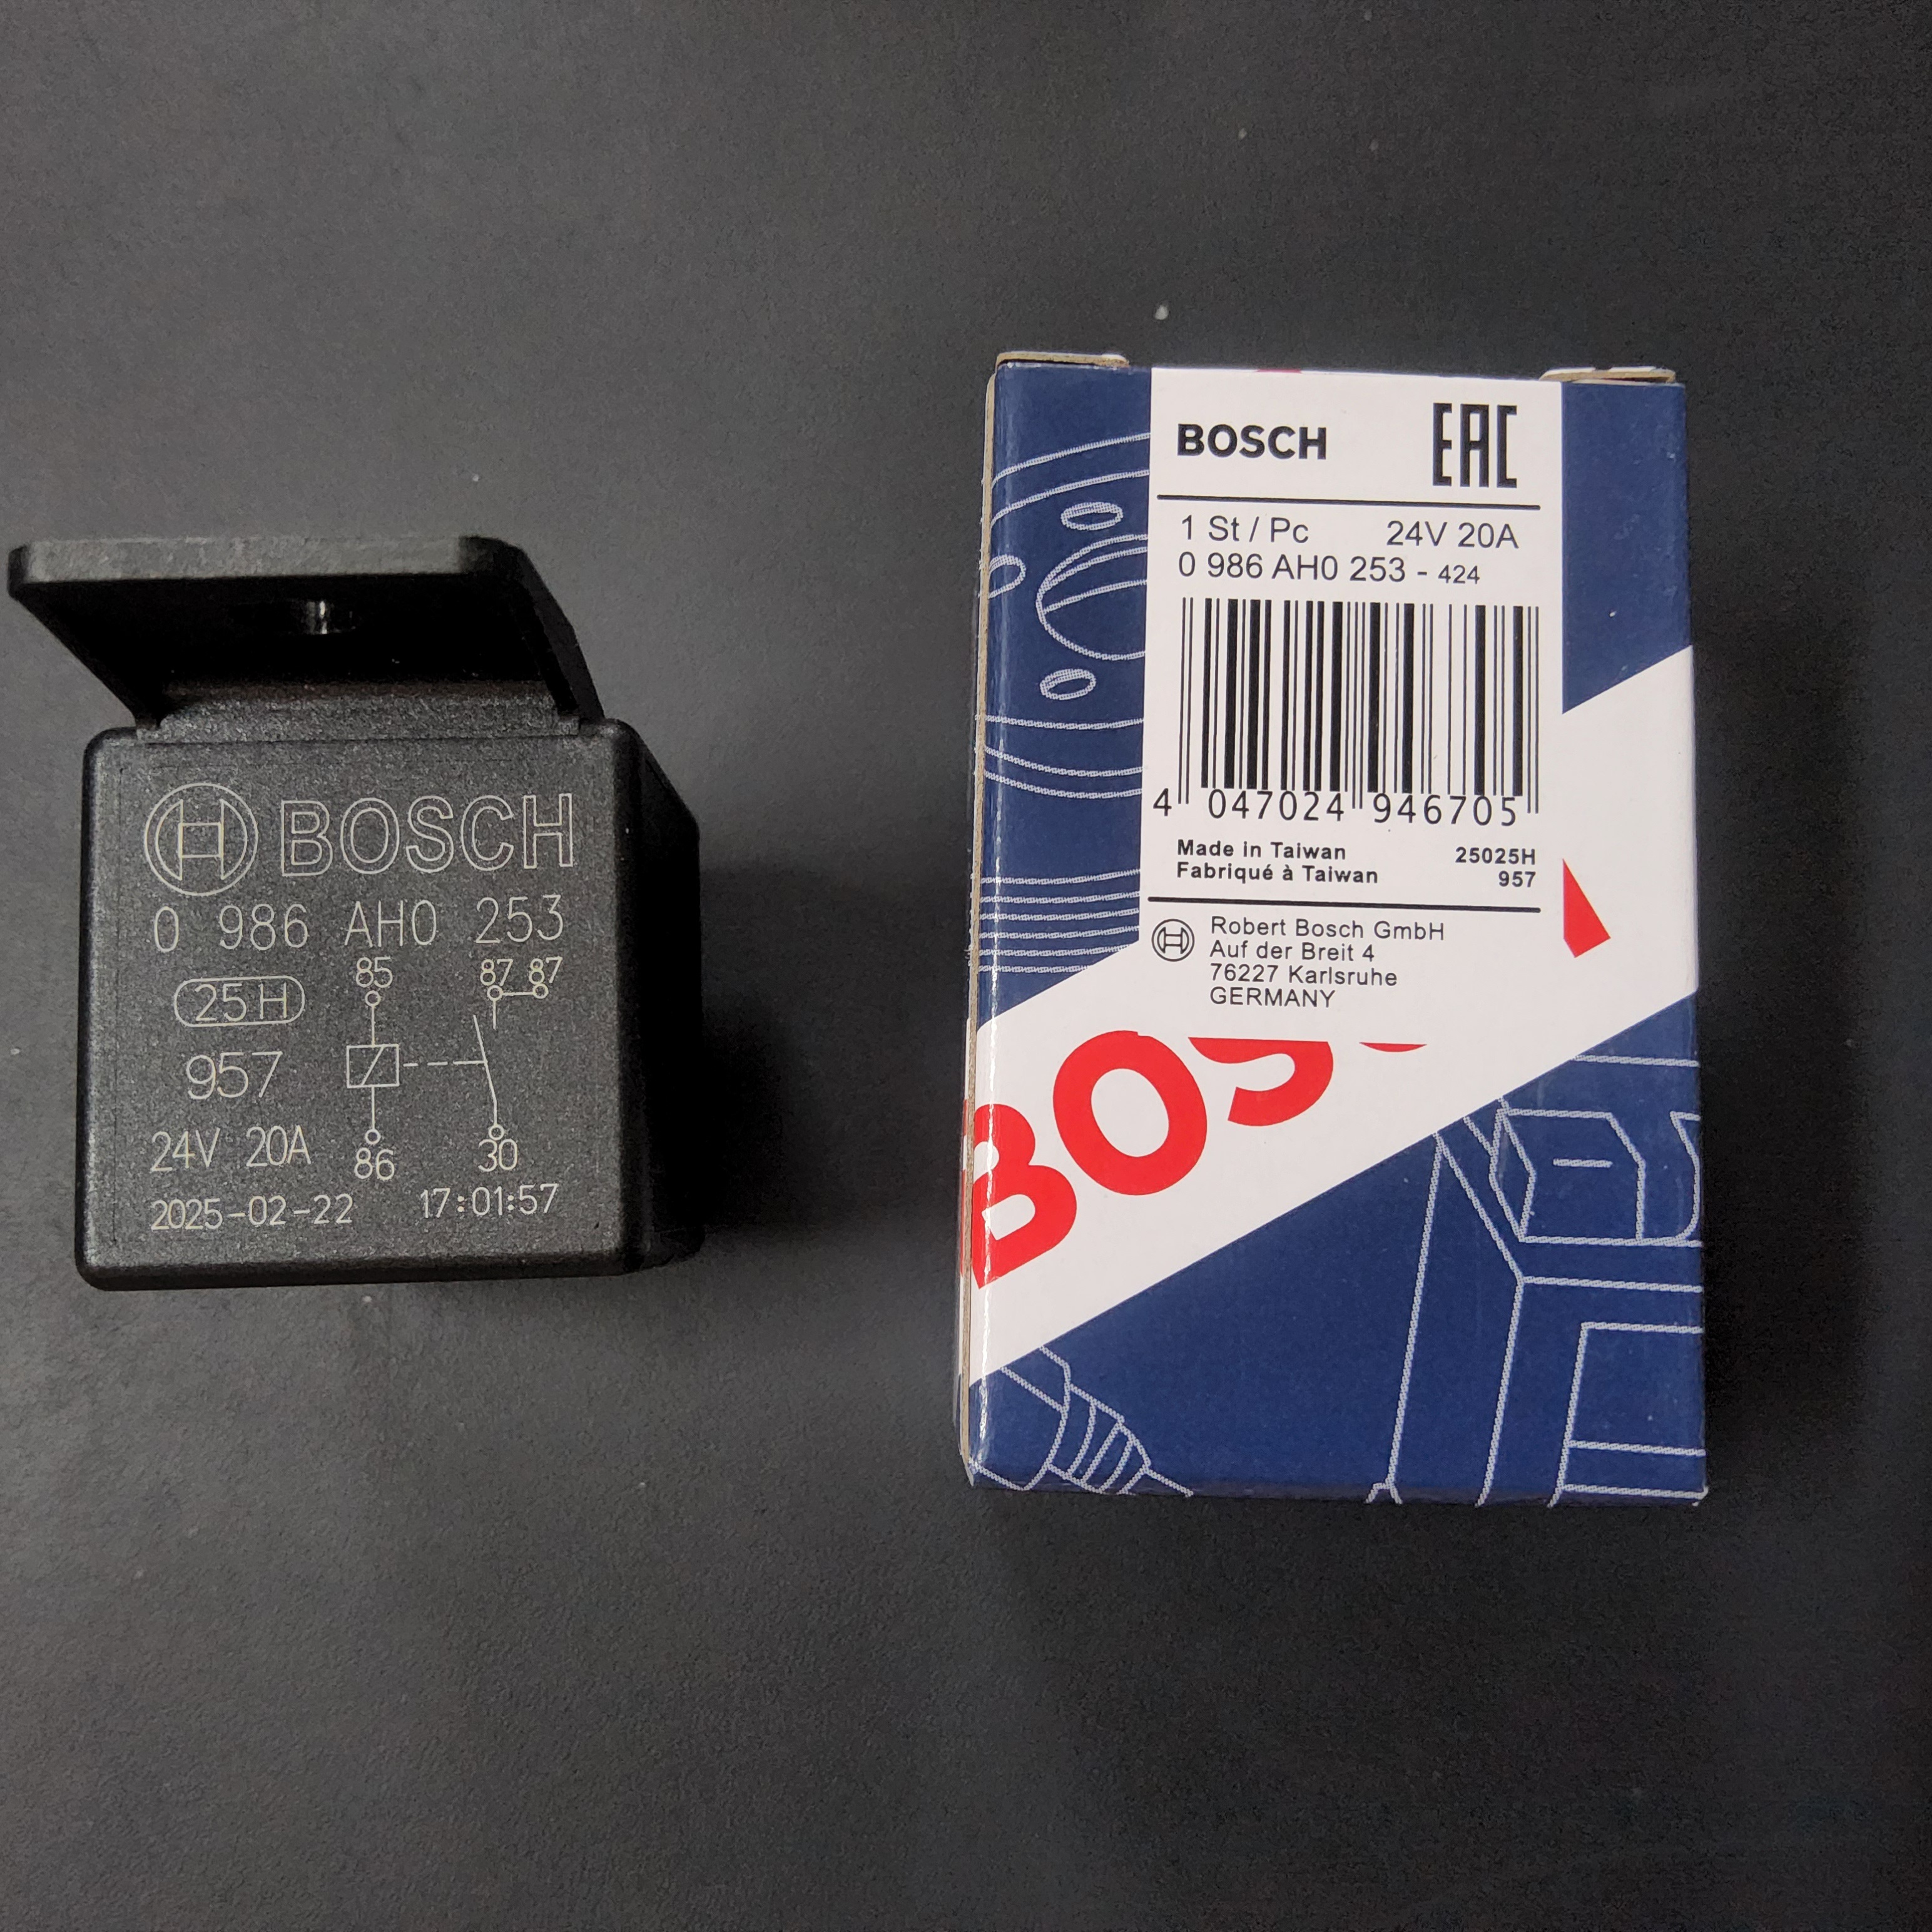 BOSCH
0 986 AH0 253
85 87 87
25H
957
24V 20A
86 30
2025-02-22 17:01:57
BOSCH EAC
1 St / Pc 24V 20A
0 986 AH0 253 - 424
4 047024 946705
Made in Taiwan 25025H
Fabriqué à Taiwan 957
Robert Bosch GmbH
Auf der Breit 4
76227 Karlsruhe
GERMANY
BOS